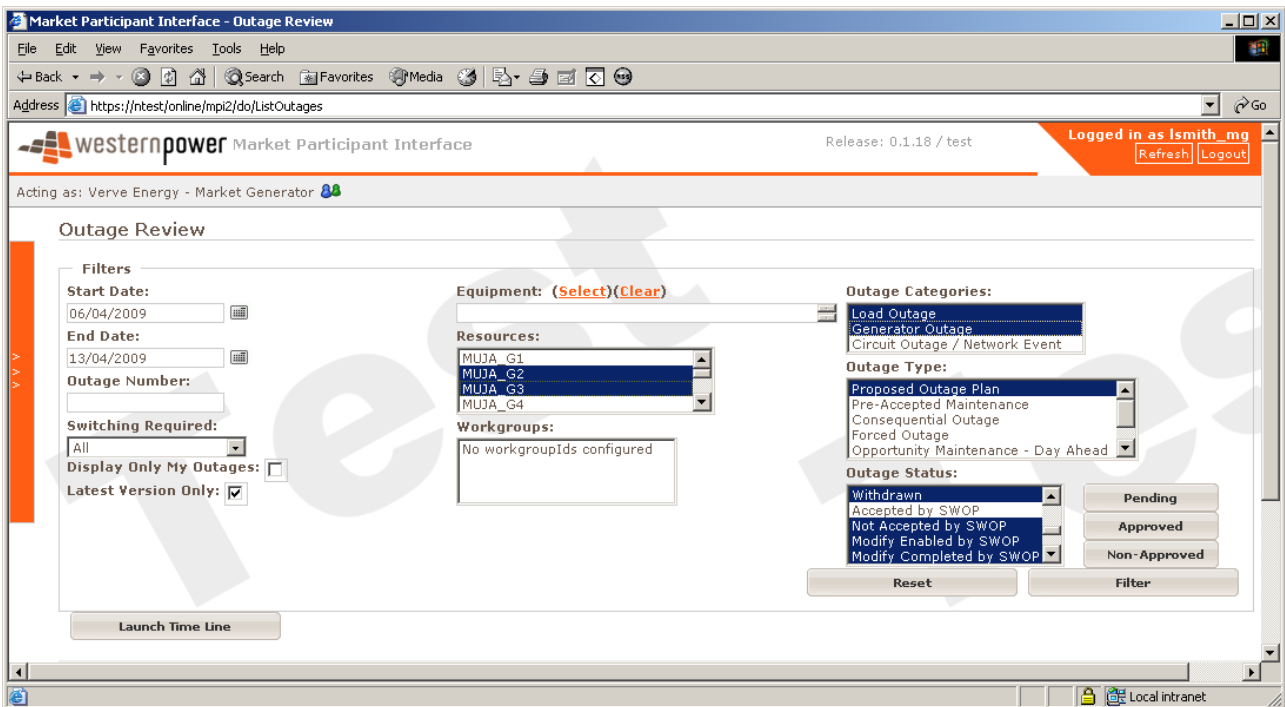 Market Participant Interface - Outage Review
File Edit View Favorites Tools Help
Back Search Favorites Media
Address https://ntest/online/mpi2/do/ListOutages Go
westernpower Market Participant Interface
Release: 0.1.18 / test
Logged in as lsmith_mg
Refresh Logout
Acting as: Verve Energy - Market Generator
Outage Review
Filters
Start Date:
06/04/2009
End Date:
13/04/2009
Outage Number:
Switching Required:
All
Display Only My Outages:
Latest Version Only:
Equipment: (Select)(Clear)
Resources:
MUJA_G1
MUJA_G2
MUJA_G3
MUJA_G4
Workgroups:
No workgroupIds configured
Outage Categories:
Load Outage
Generator Outage
Circuit Outage / Network Event
Outage Type:
Proposed Outage Plan
Pre-Accepted Maintenance
Consequential Outage
Forced Outage
Opportunity Maintenance - Day Ahead
Outage Status:
Withdrawn
Accepted by SWOP
Not Accepted by SWOP
Modify Enabled by SWOP
Modify Completed by SWOP
Pending
Approved
Non-Approved
Reset Filter
Launch Time Line
> > >
Test
Tes
Local intranet